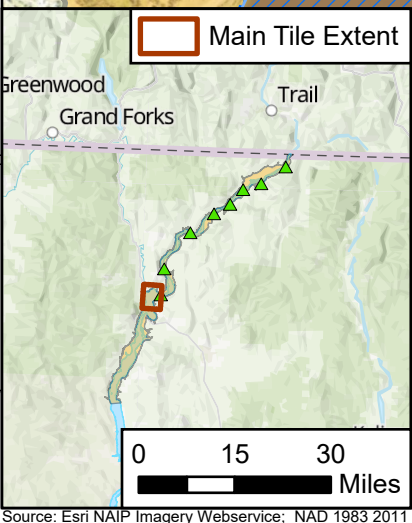 Main Tile Extent
Greenwood
Trail
Grand Forks
0 15 30
Miles
Source: Esri NAIP Imagery Webservice; NAD 1983 2011